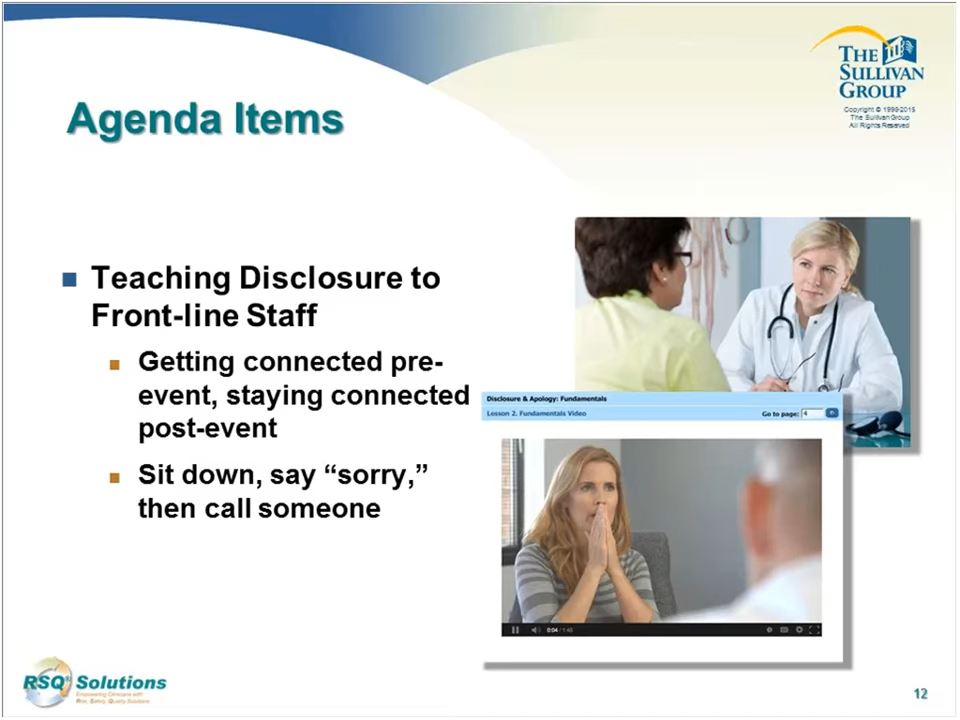 THE
SULLIVAN
GROUP
Copyright © 1999-2015
The Sullivan Group
All Rights Reserved
Agenda Items
Teaching Disclosure to
Front-line Staff
Getting connected pre-
event, staying connected
post-event
Sit down, say “sorry,”
then call someone
Disclosure & Apology: Fundamentals
Lesson 2. Fundamentals Video
Go to page: 4
0:04 / 1:46
RSQ® Solutions
Empowering Clinicians with
Risk, Safety, Quality Solutions
12